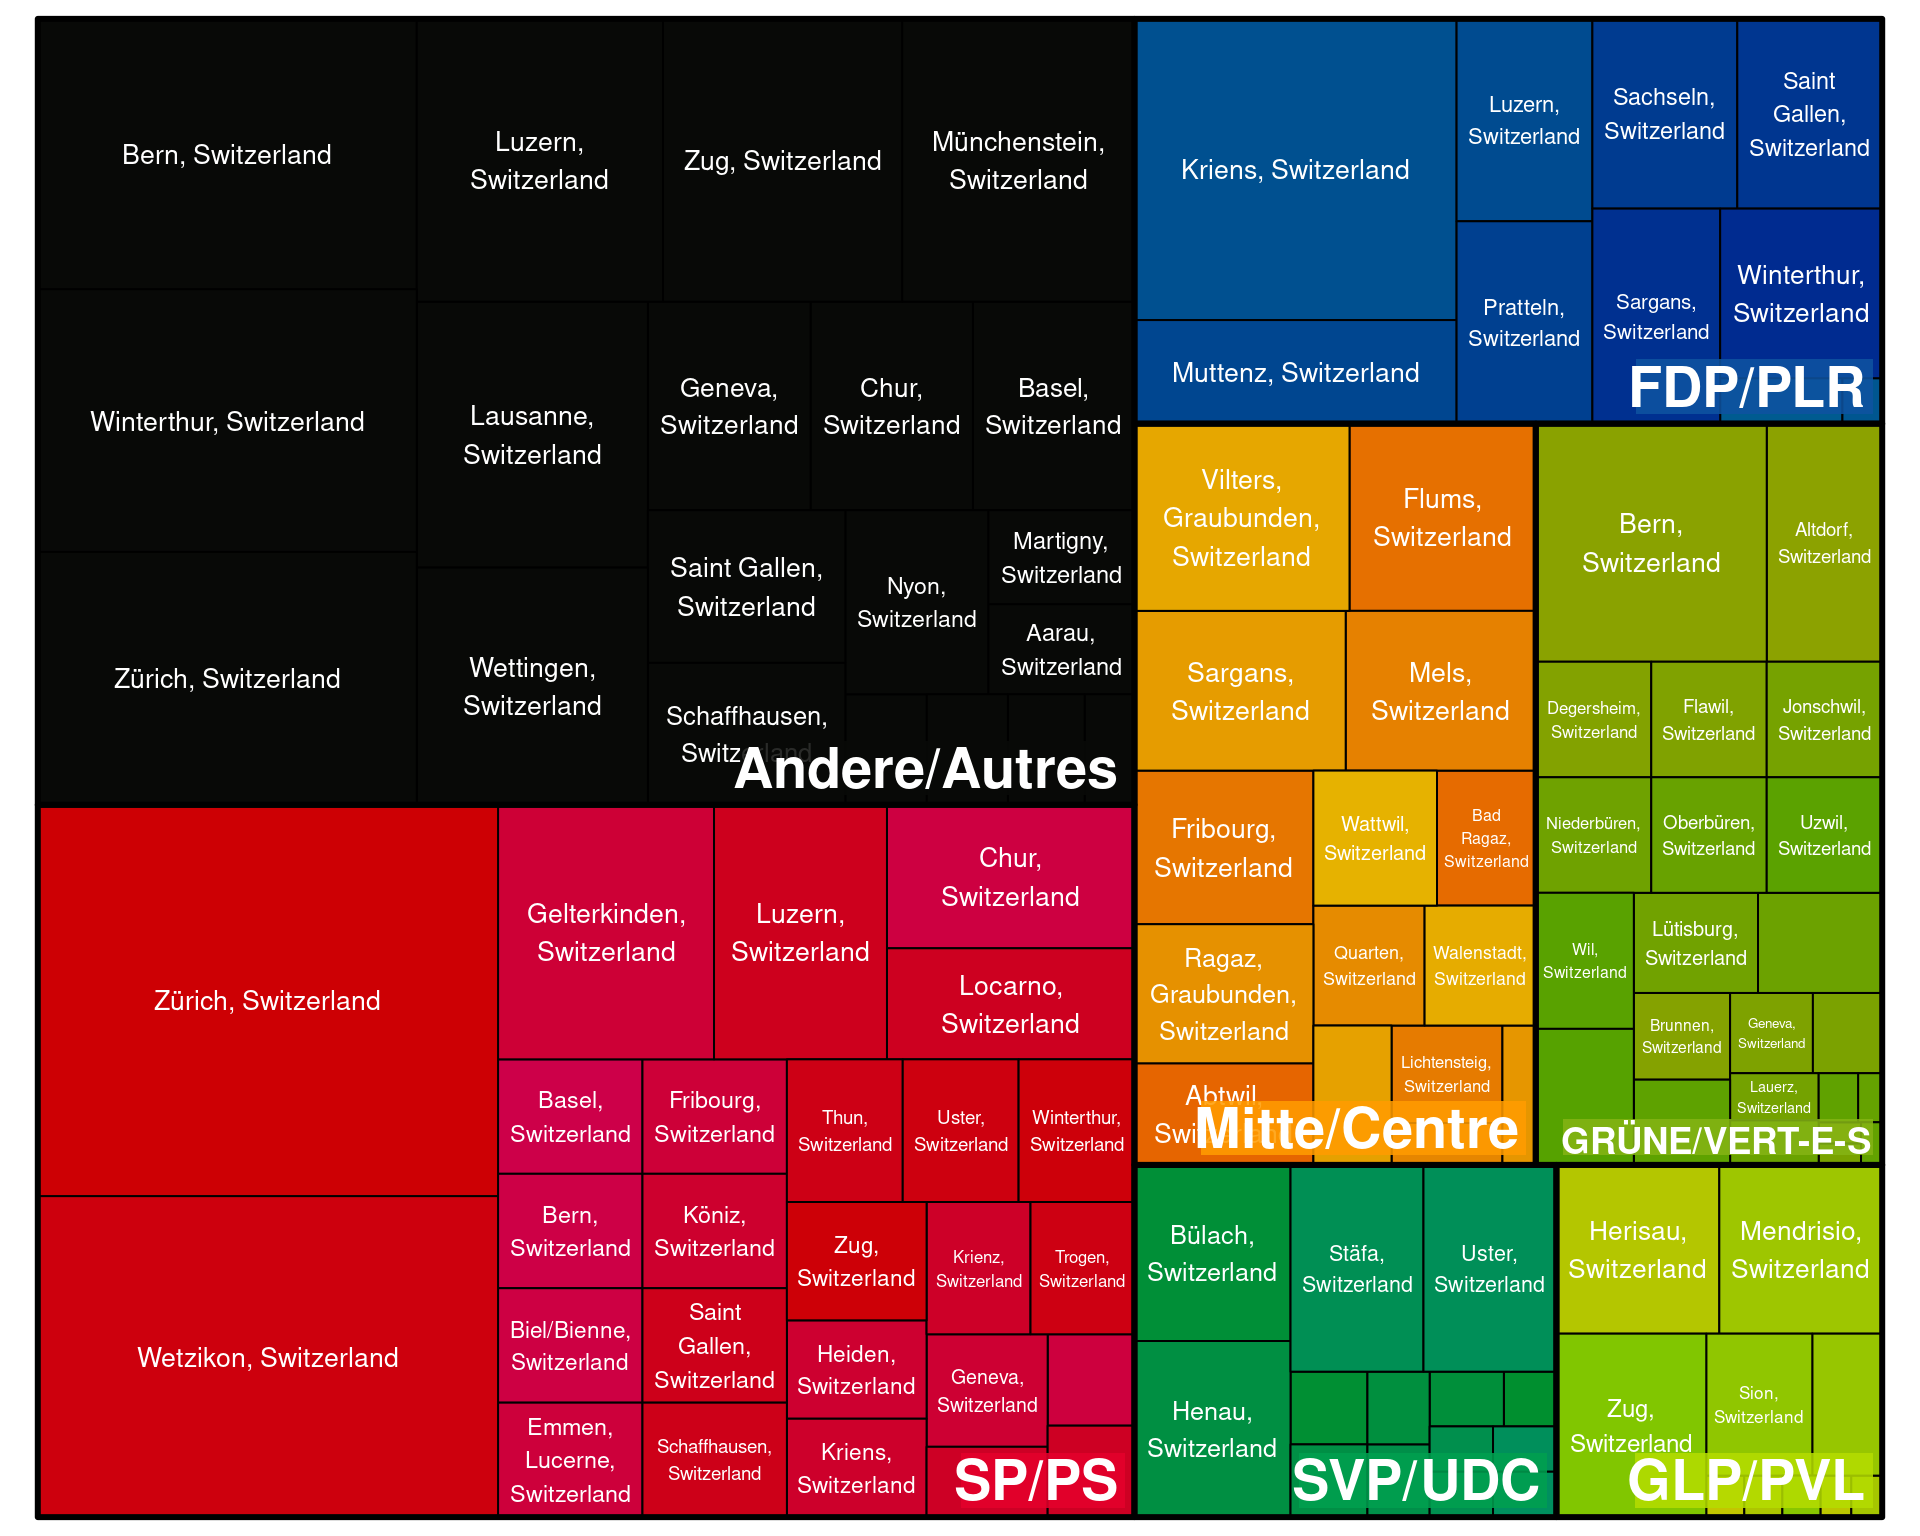 Bern, Switzerland
Luzern,
Switzerland
Zug, Switzerland
Münchenstein,
Switzerland
Winterthur, Switzerland
Lausanne,
Switzerland
Geneva,
Switzerland
Chur,
Switzerland
Basel,
Switzerland
Zürich, Switzerland
Wettingen,
Switzerland
Saint Gallen,
Switzerland
Nyon,
Switzerland
Martigny,
Switzerland
Aarau,
Switzerland
Schaffhausen,
Switzerland
Andere/Autres
Kriens, Switzerland
Luzern,
Switzerland
Sachseln,
Switzerland
Saint
Gallen,
Switzerland
Muttenz, Switzerland
Pratteln,
Switzerland
Sargans,
Switzerland
Winterthur,
Switzerland
FDP/PLR
Vilters,
Graubunden,
Switzerland
Flums,
Switzerland
Sargans,
Switzerland
Mels,
Switzerland
Fribourg,
Switzerland
Wattwil,
Switzerland
Bad
Ragaz,
Switzerland
Ragaz,
Graubunden,
Switzerland
Quarten,
Switzerland
Walenstadt,
Switzerland
Abtwil,
Lichtensteig,
Switzerland
Mitte/Centre
Bern,
Switzerland
Altdorf,
Switzerland
Degersheim,
Switzerland
Flawil,
Switzerland
Jonschwil,
Switzerland
Niederbüren,
Switzerland
Oberbüren,
Switzerland
Uzwil,
Switzerland
Wil,
Switzerland
Lütisburg,
Switzerland
Brunnen,
Switzerland
Geneva,
Switzerland
Lauerz,
Switzerland
GRÜNE/VERT-E-S
Zürich, Switzerland
Gelterkinden,
Switzerland
Luzern,
Switzerland
Chur,
Switzerland
Locarno,
Switzerland
Wetzikon, Switzerland
Basel,
Switzerland
Fribourg,
Switzerland
Thun,
Switzerland
Uster,
Switzerland
Winterthur,
Switzerland
Bern,
Switzerland
Köniz,
Switzerland
Zug,
Switzerland
Krienz,
Switzerland
Trogen,
Switzerland
Biel/Bienne,
Switzerland
Saint
Gallen,
Switzerland
Heiden,
Switzerland
Geneva,
Switzerland
Emmen,
Lucerne,
Switzerland
Schaffhausen,
Switzerland
Kriens,
Switzerland
SP/PS
Bülach,
Switzerland
Stäfa,
Switzerland
Uster,
Switzerland
Henau,
Switzerland
SVP/UDC
Herisau,
Switzerland
Mendrisio,
Switzerland
Zug,
Switzerland
Sion,
Switzerland
GLP/PVL